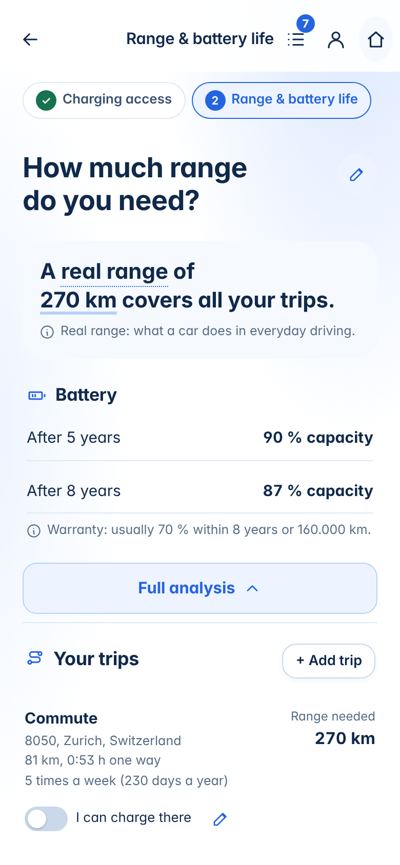 Range & battery life
7
Charging access
2 Range & battery life
How much range
do you need?
A real range of
270 km covers all your trips.
Real range: what a car does in everyday driving.
Battery
After 5 years 90 % capacity
After 8 years 87 % capacity
Warranty: usually 70 % within 8 years or 160.000 km.
Full analysis
Your trips
+ Add trip
Commute
Range needed
8050, Zurich, Switzerland
270 km
81 km, 0:53 h one way
5 times a week (230 days a year)
I can charge there